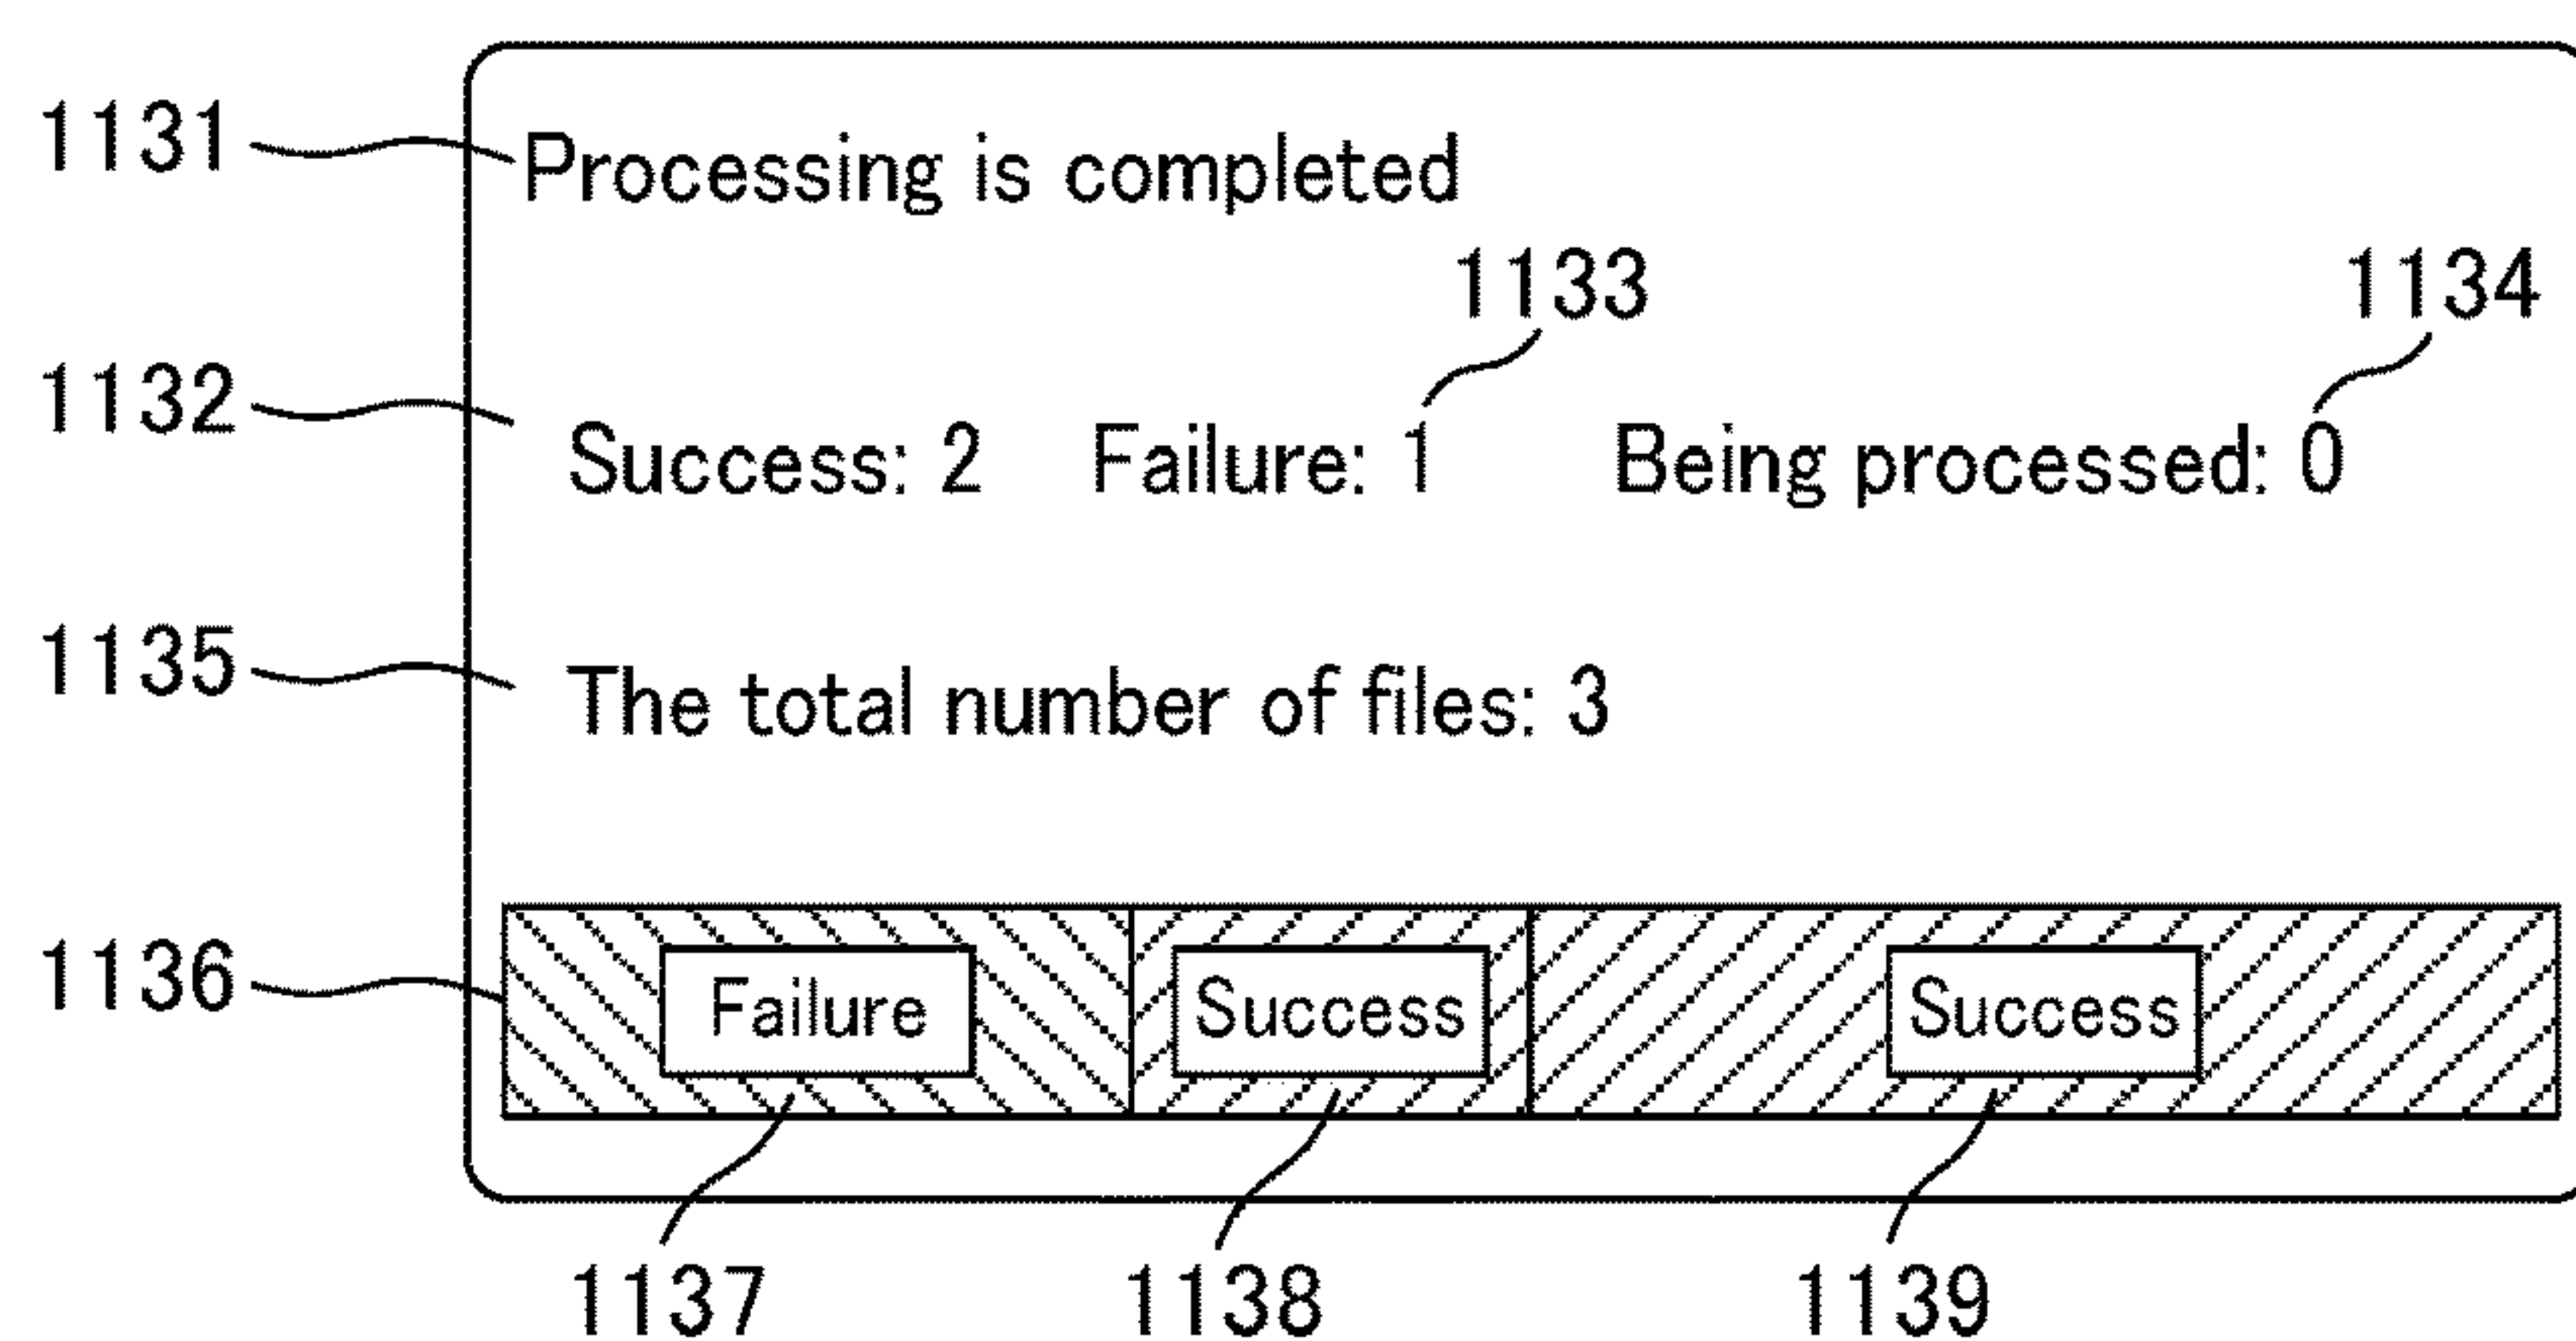 1131 Processing is completed
1133 1134
1132 Success: 2 Failure: 1 Being processed: 0
1135 The total number of files: 3
1136 Failure Success Success
1137 1138 1139